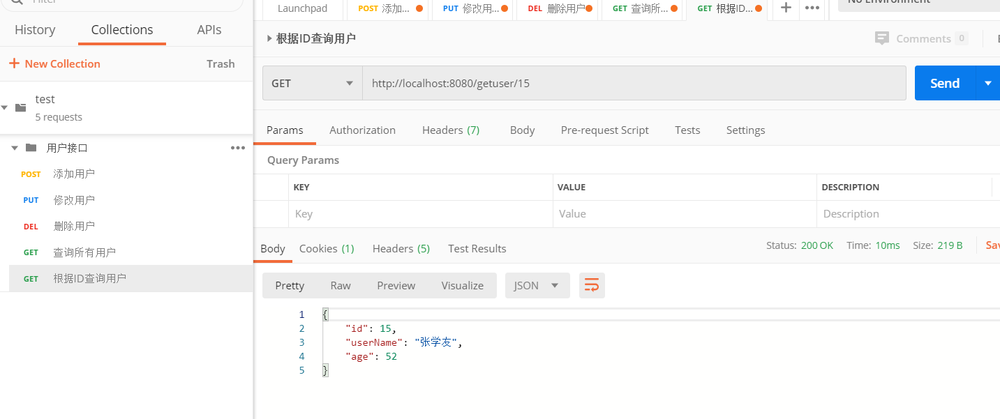 Filter
Launchpad
POST 添加...
PUT 修改用...
DEL 删除用户
GET 查询所...
GET 根据ID...
No Environment
History
Collections
APIs
根据ID查询用户
Comments 0
New Collection
Trash
GET
http://localhost:8080/getuser/15
Send
test
5 requests
Params
Authorization
Headers (7)
Body
Pre-request Script
Tests
Settings
用户接口
Query Params
POST 添加用户
KEY
VALUE
DESCRIPTION
PUT 修改用户
Key
Value
Description
DEL 删除用户
GET 查询所有用户
Body
Cookies (1)
Headers (5)
Test Results
Status: 200 OK
Time: 10ms
Size: 219 B
Sav
GET 根据ID查询用户
Pretty
Raw
Preview
Visualize
JSON
1 {
2 "id": 15,
3 "userName": "张学友",
4 "age": 52
5 }